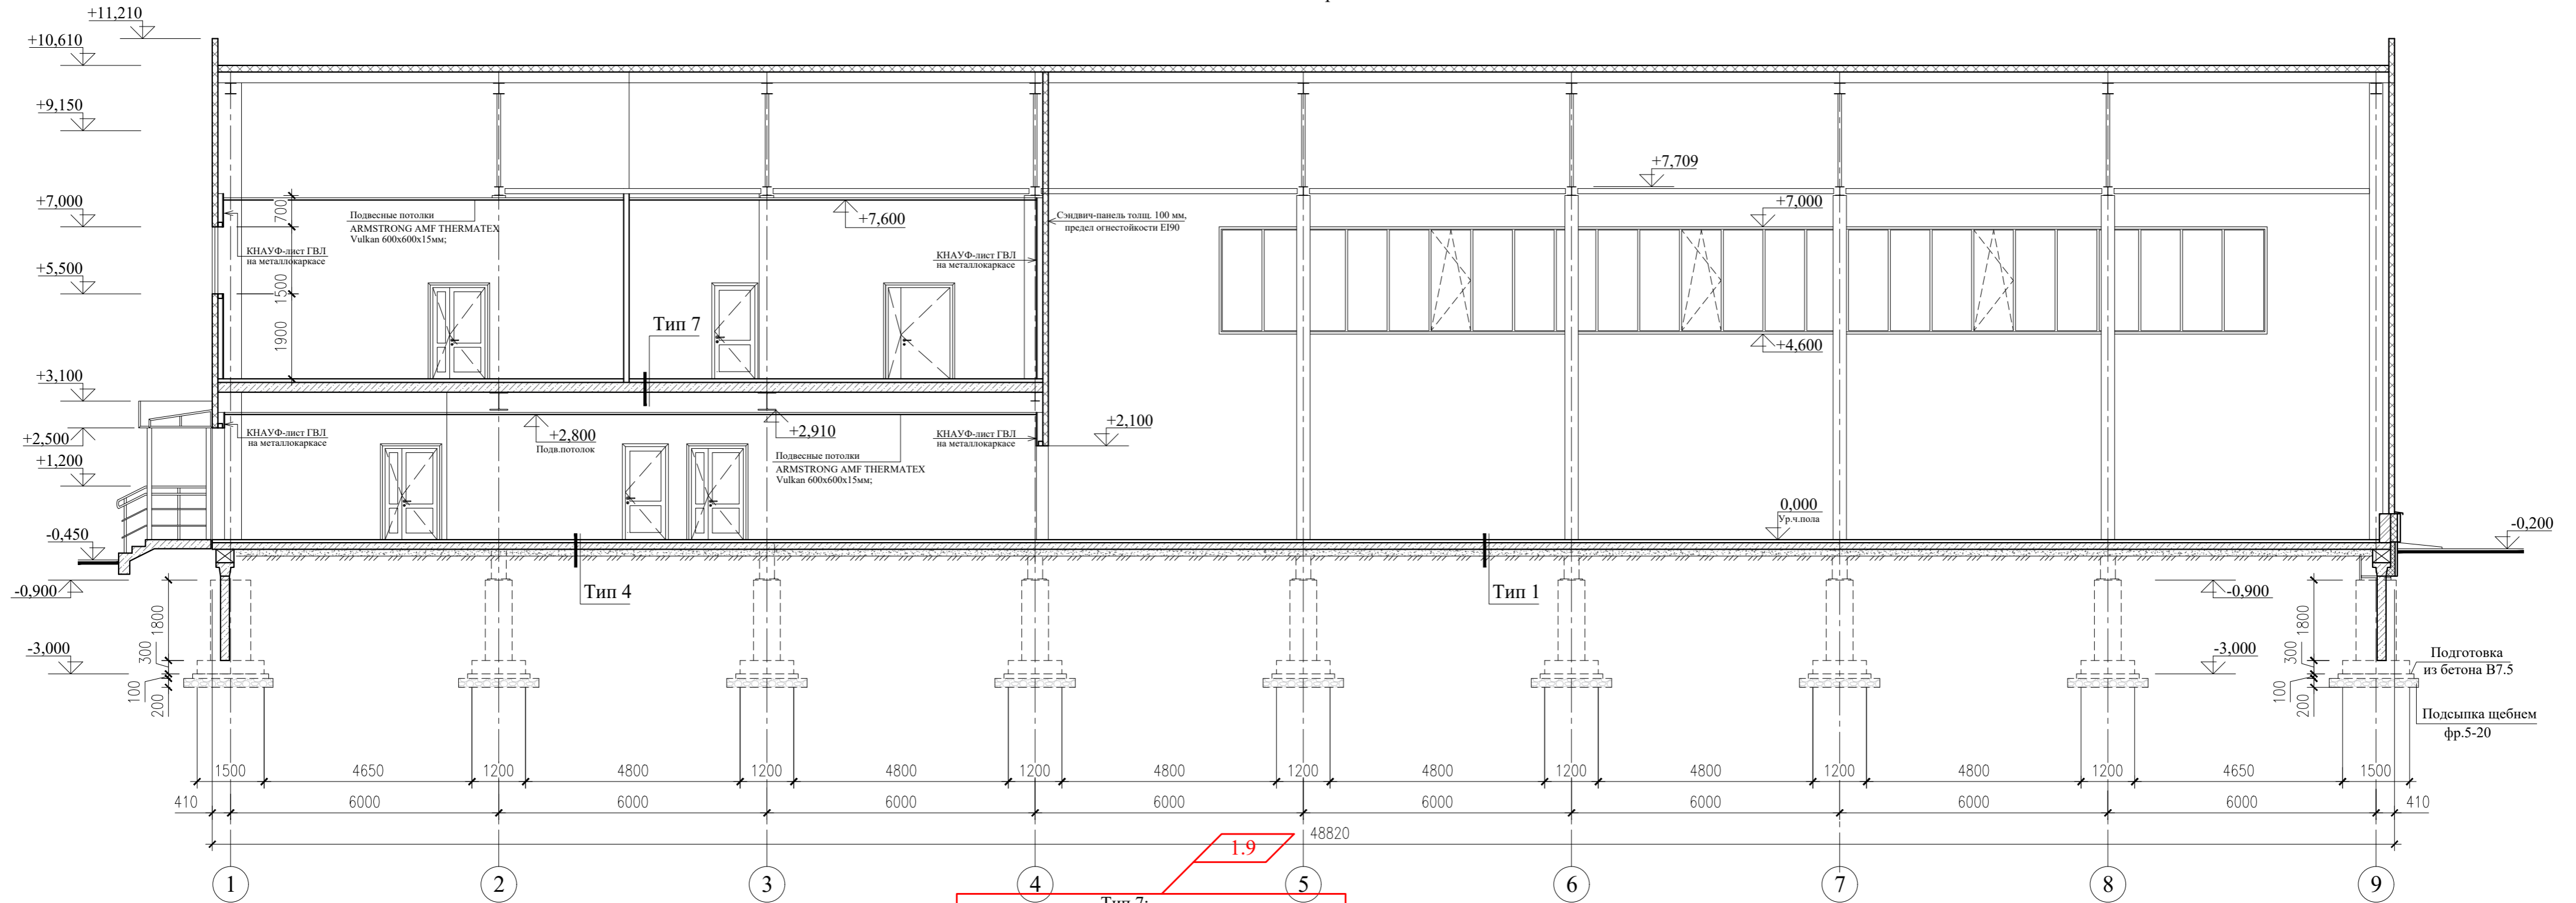 +11,210
+10,610
+9,150
+7,000
+5,500
+3,100
+2,500
+1,200
-0,450
-0,900
-3,000
700
1500
1900
Подвесные потолки
ARMSTRONG AMF THERMATEX
Vulkan 600х600х15мм;
КНАУФ-лист ГВЛ
на металлокаркасе
+7,600
КНАУФ-лист ГВЛ
на металлокаркасе
Сэндвич-панель толщ. 100 мм,
предел огнестойкости EI90
+7,709
+7,000
+4,600
Тип 7
КНАУФ-лист ГВЛ
на металлокаркасе
+2,800
Подв.потолок
+2,910
Подвесные потолки
ARMSTRONG AMF THERMATEX
Vulkan 600х600х15мм;
КНАУФ-лист ГВЛ
на металлокаркасе
+2,100
0,000
Ур.ч.пола
-0,200
Тип 4
Тип 1
1800
300
100
200
-0,900
-3,000
1800
300
100
200
Подготовка
из бетона В7.5
Подсыпка щебнем
фр.5-20
1500 4650 1200 4800 1200 4800 1200 4800 1200 4800 1200 4800 1200 4800 1200 4650 1500
410 6000 6000 6000 6000 6000 6000 6000 6000 410
48820
1.9
1 2 3 4 5 6 7 8 9
Тип 7: